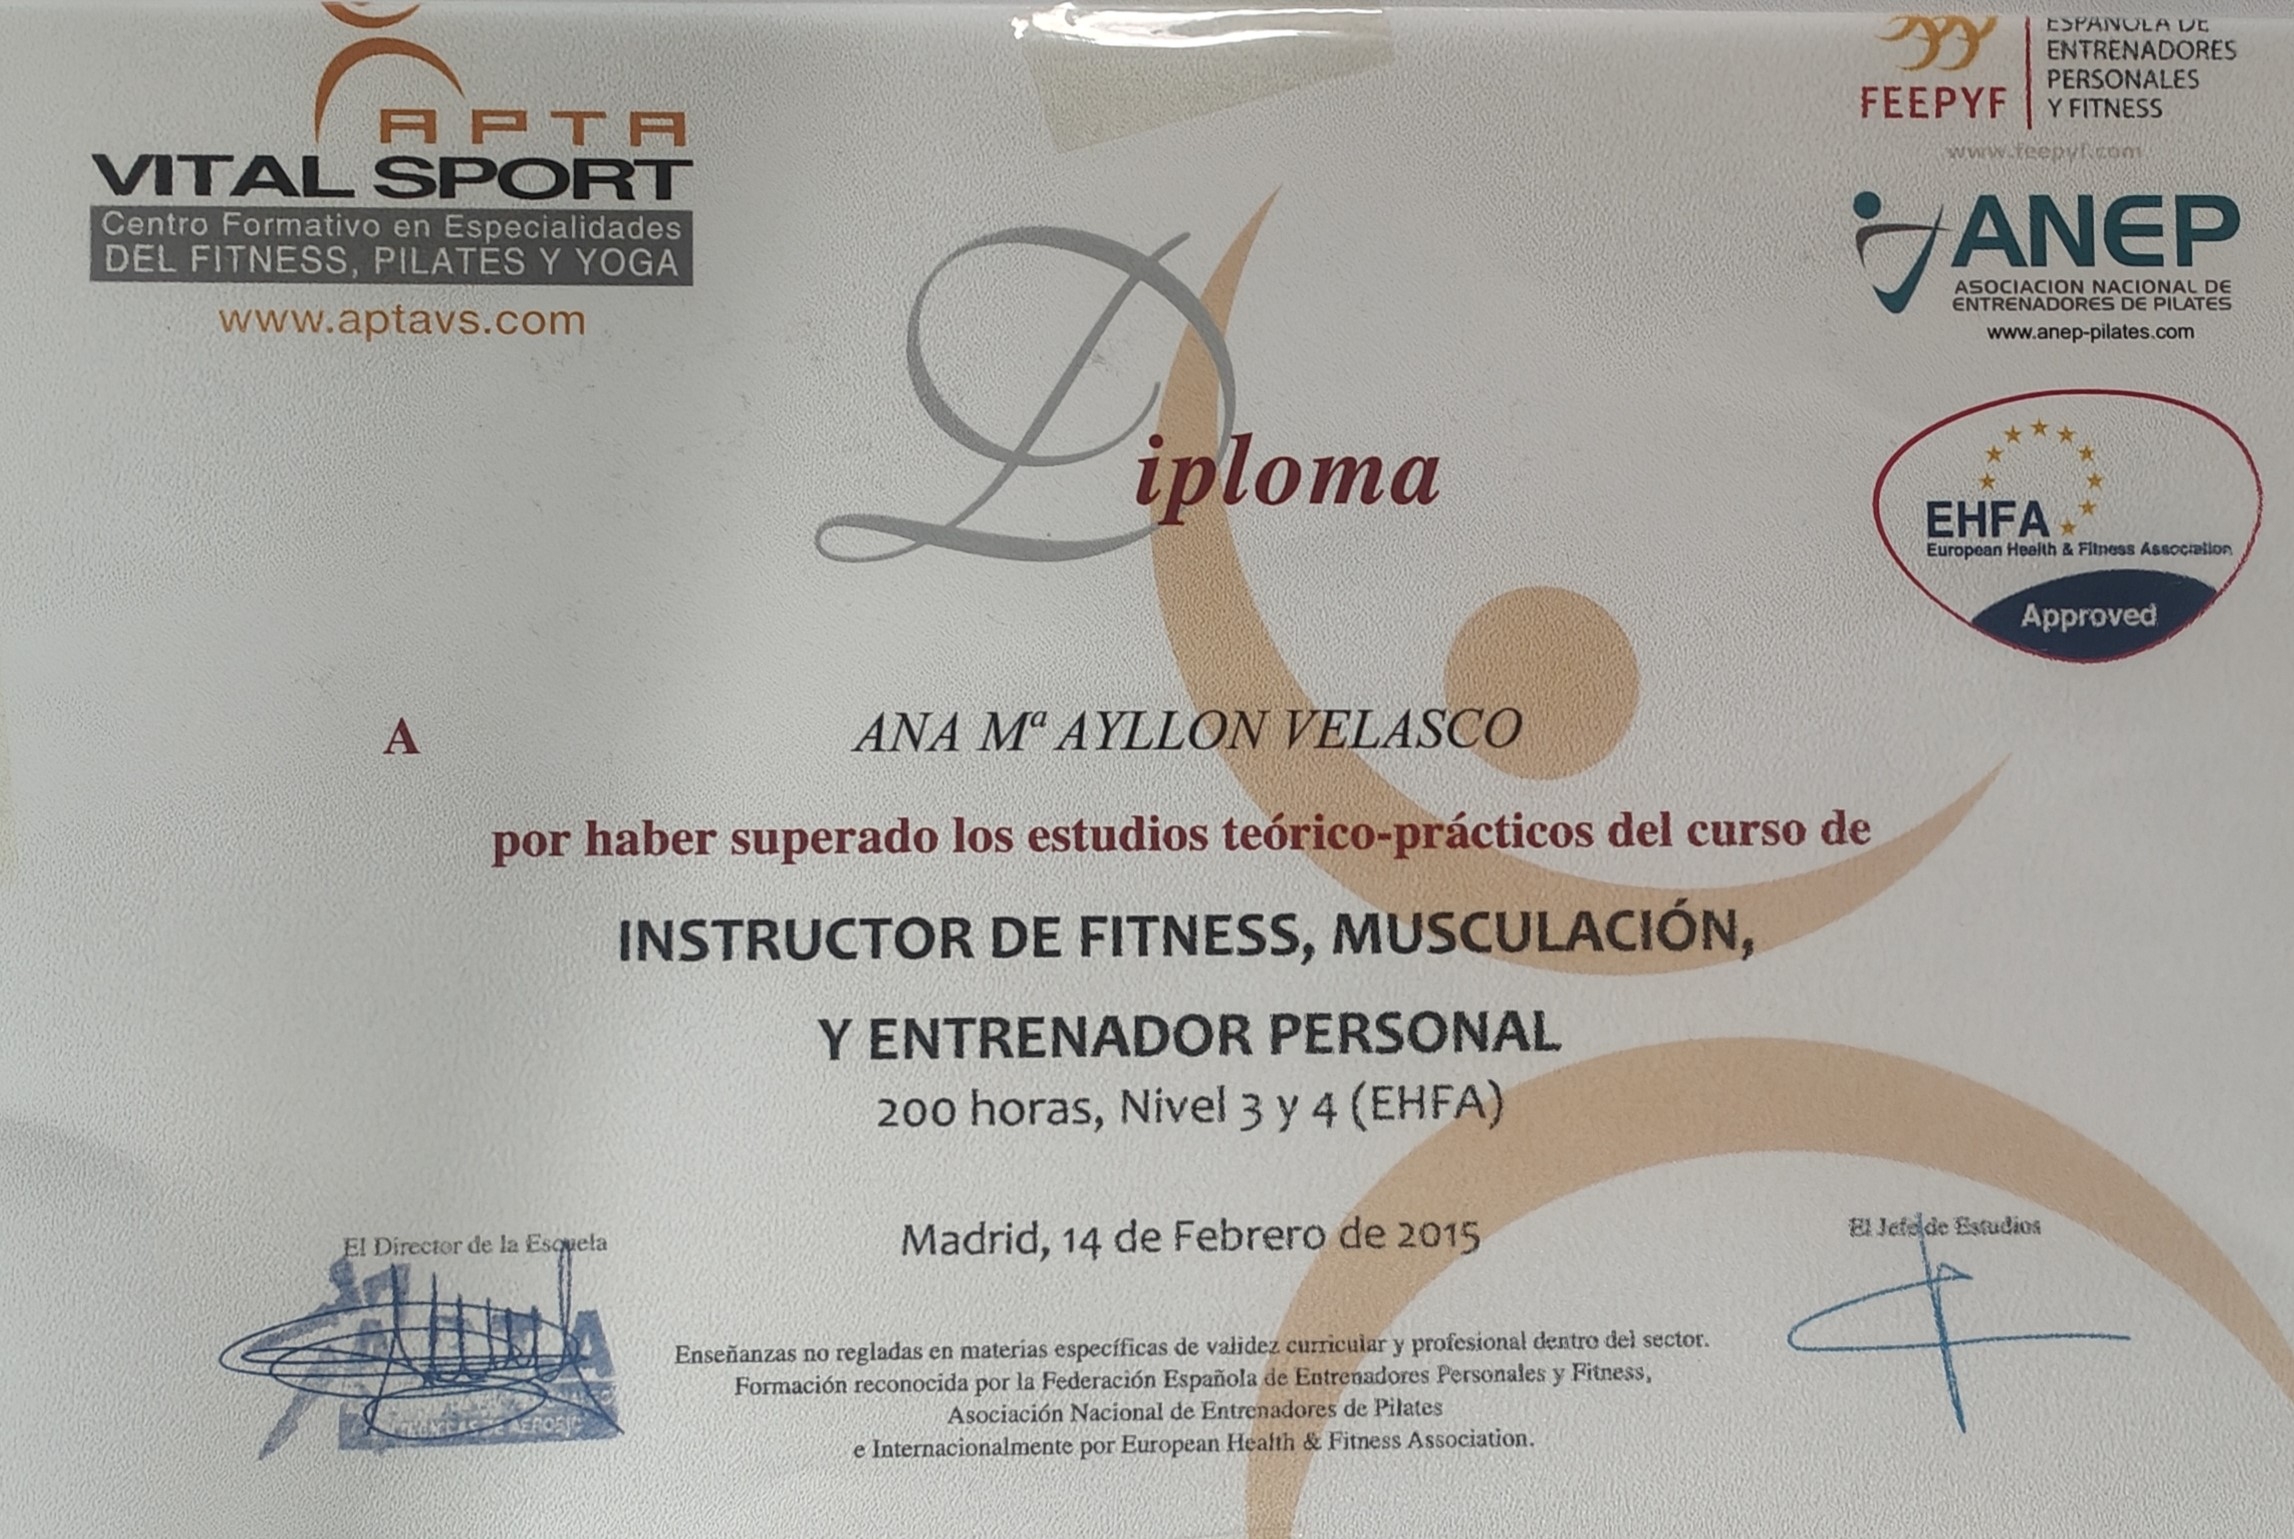 APTA
VITAL SPORT
Centro Formativo en Especialidades
DEL FITNESS, PILATES Y YOGA
www.aptavs.com
ESPAÑOLA DE
ENTRENADORES
PERSONALES
Y FITNESS
FEEPYF
www.feepyf.com
ANEP
ASOCIACION NACIONAL DE
ENTRENADORES DE PILATES
www.anep-pilates.com
EHFA
European Health & Fitness Association
Approved
Diploma
A ANA Mª AYLLON VELASCO
por haber superado los estudios teórico-prácticos del curso de
INSTRUCTOR DE FITNESS, MUSCULACIÓN,
Y ENTRENADOR PERSONAL
200 horas, Nivel 3 y 4 (EHFA)
Madrid, 14 de Febrero de 2015
El Director de la Escuela
El Jefe de Estudios
Enseñanzas no regladas en materias específicas de validez curricular y profesional dentro del sector.
Formación reconocida por la Federación Española de Entrenadores Personales y Fitness,
Asociación Nacional de Entrenadores de Pilates
e Internacionalmente por European Health & Fitness Association.